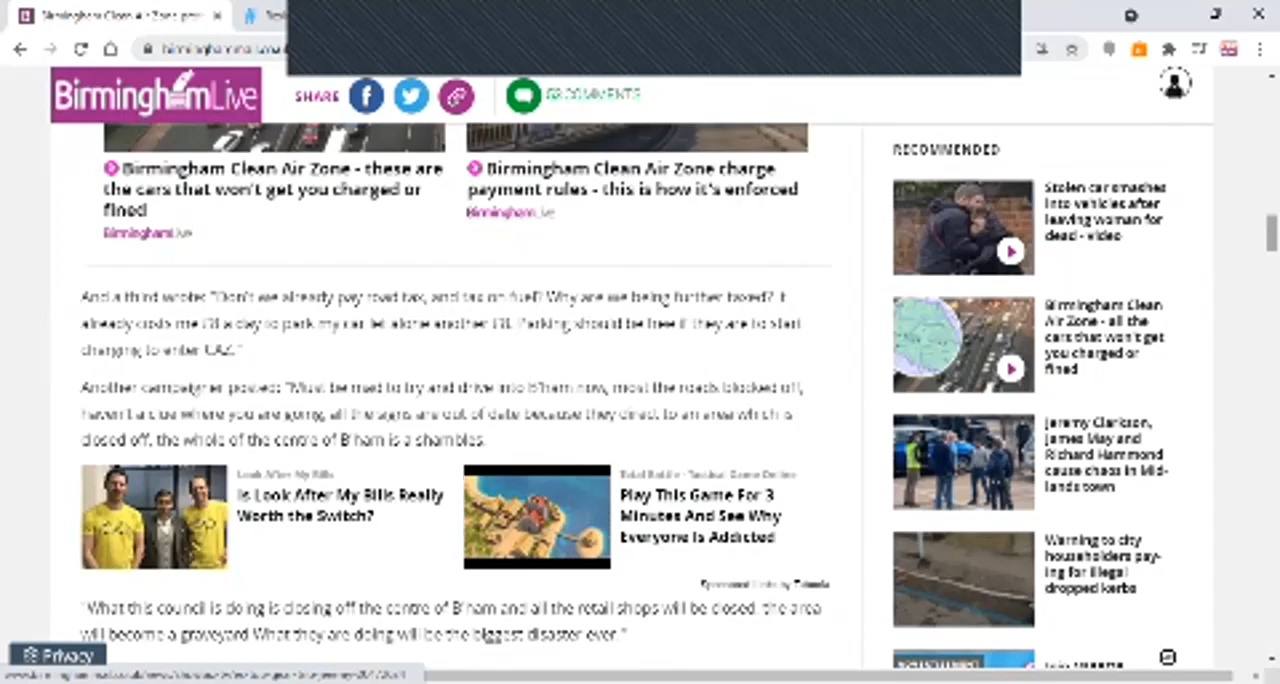 Birmingham Clean Air Zone
BirminghamLive
SHARE
COMMENTS
Birmingham Clean Air Zone - these are
the cars that won't get you charged or
fined
BirminghamLive
Birmingham Clean Air Zone charge
payment rules - this is how it's enforced
BirminghamLive
And a third wrote: "Don't we already pay road tax, and tax on fuel? Why are we being further taxed? It
already costs me a day to park my car let alone another Parking should be free if they are to start
charging to enter CAZ."
Another campaigner posted: "Must be mad to try and drive into B'ham now, most the roads blocked off,
haven't a clue where you are going, all the signs are out of date because they direct to an area which is
closed off, the whole of the centre of B'ham is a shambles.
Look After My Bills
Is Look After My Bills Really
Worth the Switch?
Total Battle - Tactical Game Online
Play This Game For 3
Minutes And See Why
Everyone Is Addicted
Sponsored Links by Taboola
"What this council is doing is closing off the centre of B'ham and all the retail shops will be closed, the area
will become a graveyard What they are doing will be the biggest disaster ever."
Privacy
RECOMMENDED
Stolen car smashes
into vehicles after
leaving woman for
dead - video
Birmingham Clean
Air Zone - all the
cars that won't get
you charged or
fined
Jeremy Clarkson,
James May and
Richard Hammond
cause chaos in Mid-
lands town
Warning to city
householders pay-
ing for illegal
dropped kerbs